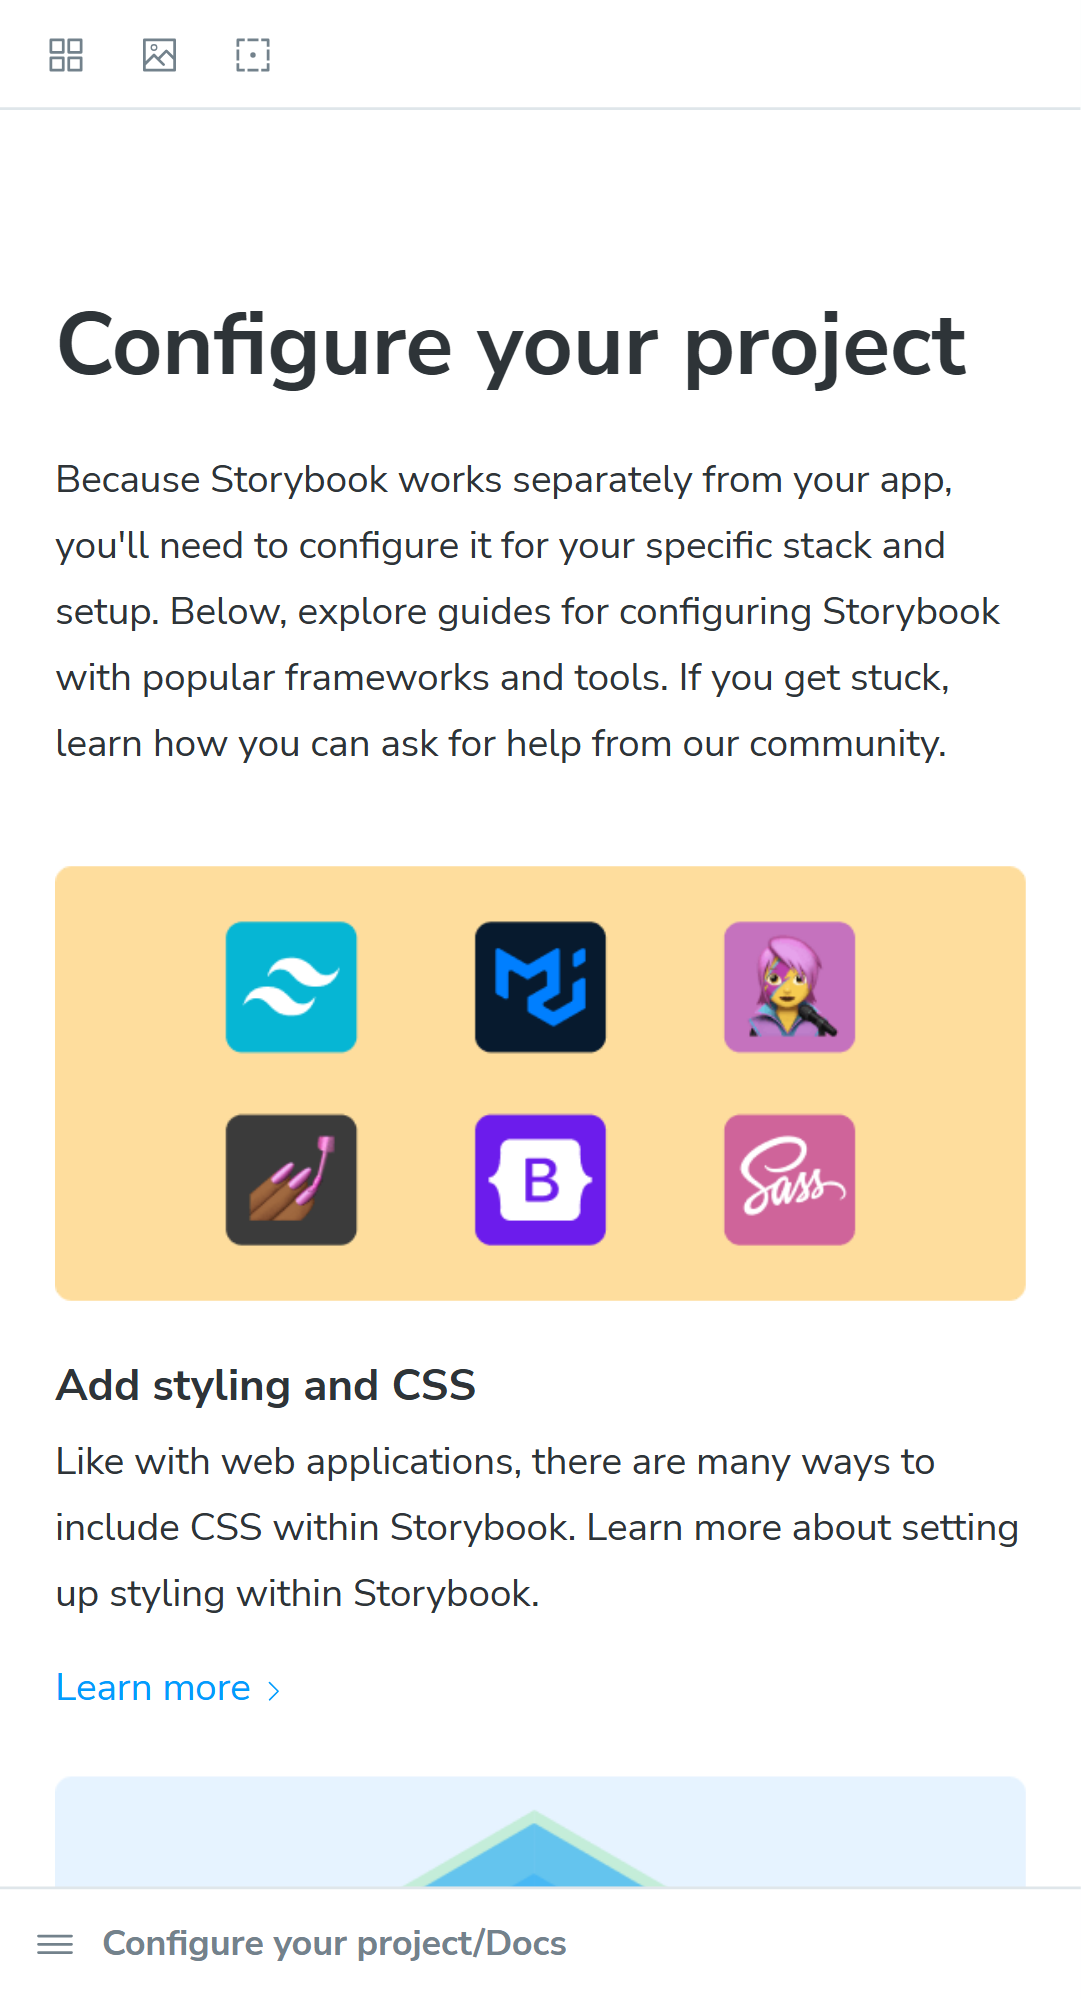 Configure your project
Because Storybook works separately from your app,
you'll need to configure it for your specific stack and
setup. Below, explore guides for configuring Storybook
with popular frameworks and tools. If you get stuck,
learn how you can ask for help from our community.
B
Sass
Add styling and CSS
Like with web applications, there are many ways to
include CSS within Storybook. Learn more about setting
up styling within Storybook.
Learn more
Configure your project/Docs